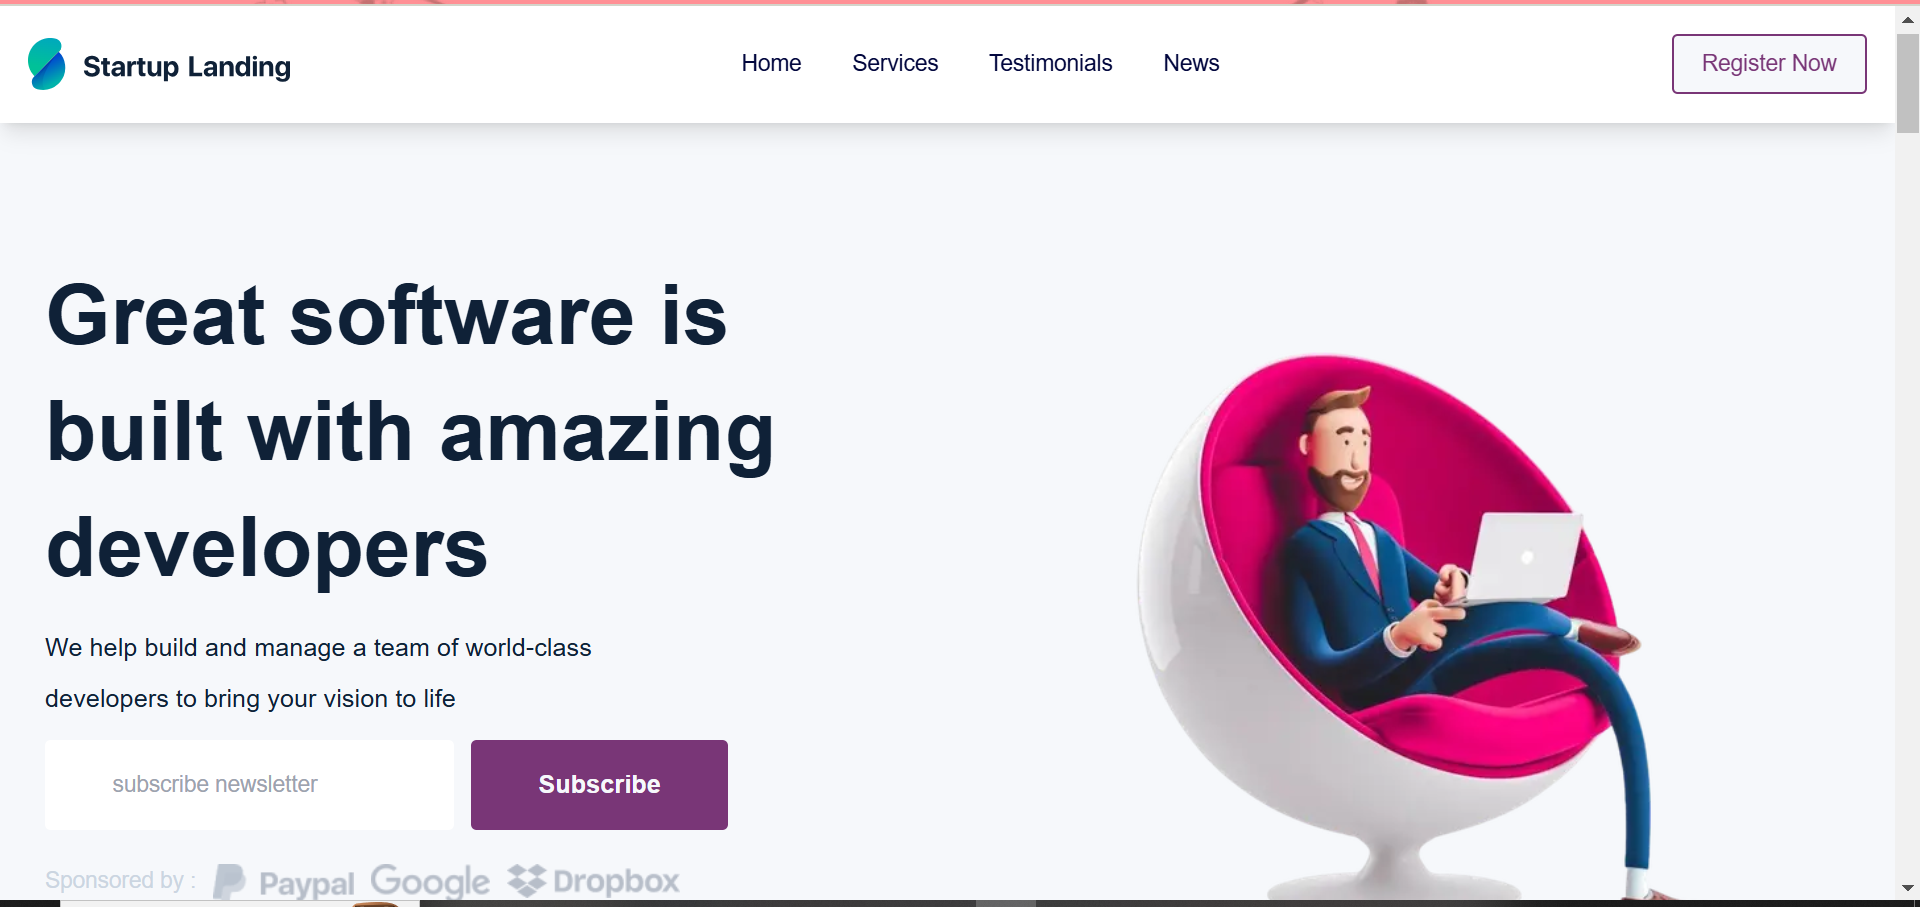 Startup Landing
Home Services Testimonials News
Register Now
Great software is
built with amazing
developers
We help build and manage a team of world-class
developers to bring your vision to life
subscribe newsletter
Subscribe
Sponsored by : Paypal Google Dropbox